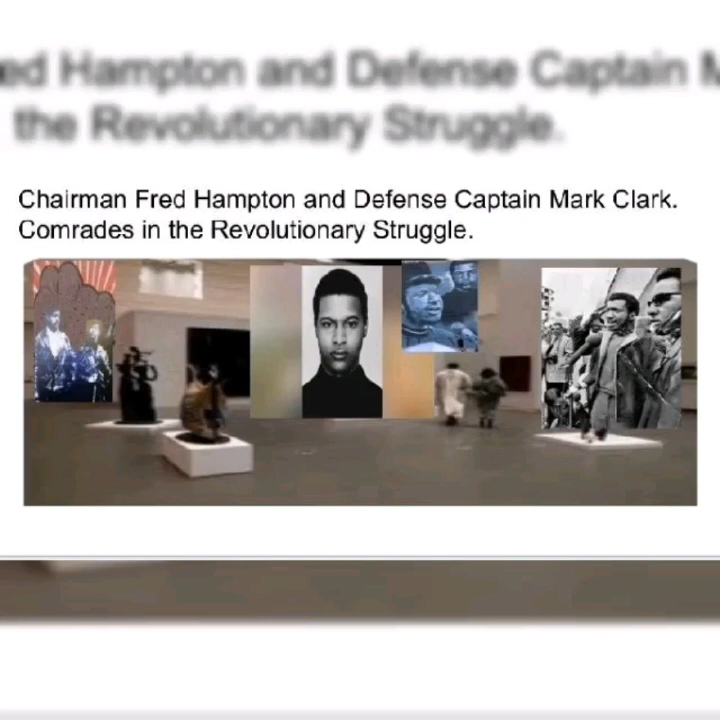 ed Hampton and Defense Captain M
the Revolutionary Struggle.
Chairman Fred Hampton and Defense Captain Mark Clark.
Comrades in the Revolutionary Struggle.